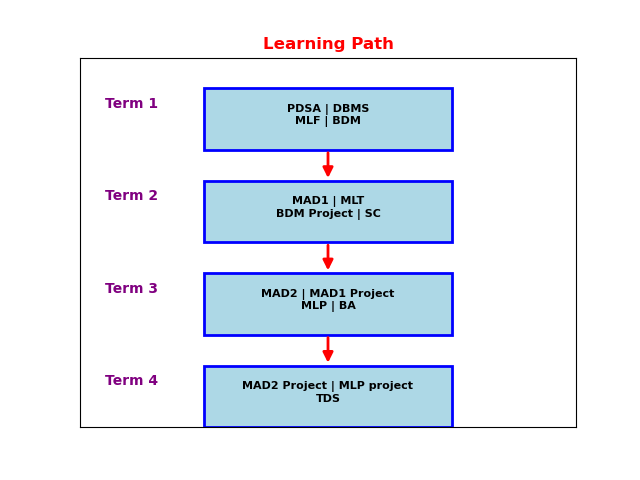 Learning Path
Term 1
PDSA | DBMS
MLF | BDM
Term 2
MAD1 | MLT
BDM Project | SC
Term 3
MAD2 | MAD1 Project
MLP | BA
Term 4
MAD2 Project | MLP project
TDS